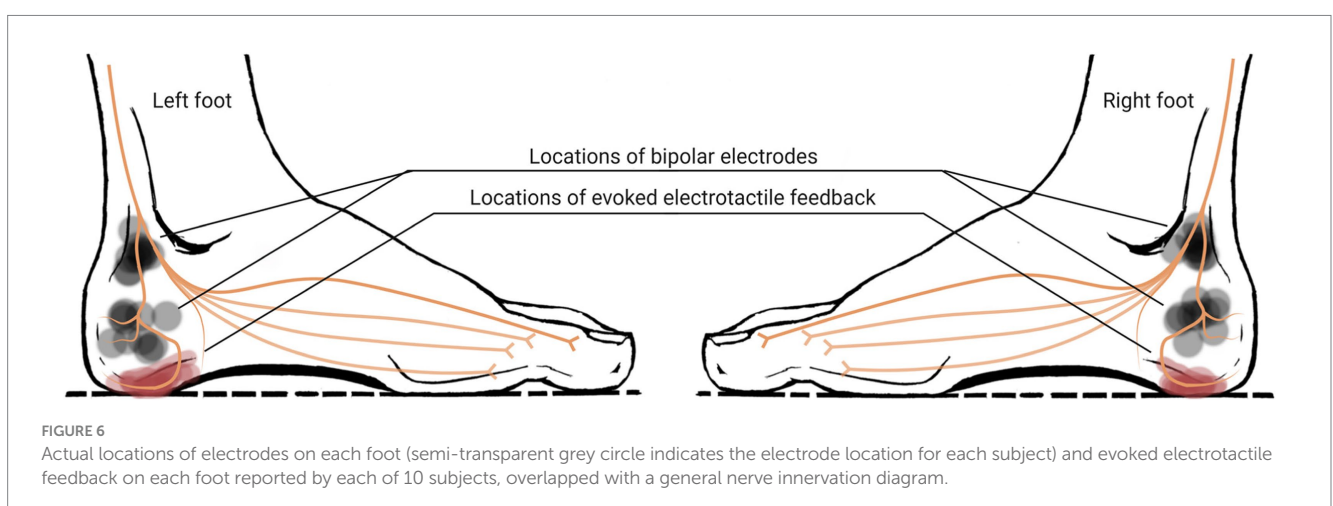 Left foot
Right foot
Locations of bipolar electrodes
Locations of evoked electrotactile feedback
FIGURE 6
Actual locations of electrodes on each foot (semi-transparent grey circle indicates the electrode location for each subject) and evoked electrotactile
feedback on each foot reported by each of 10 subjects, overlapped with a general nerve innervation diagram.